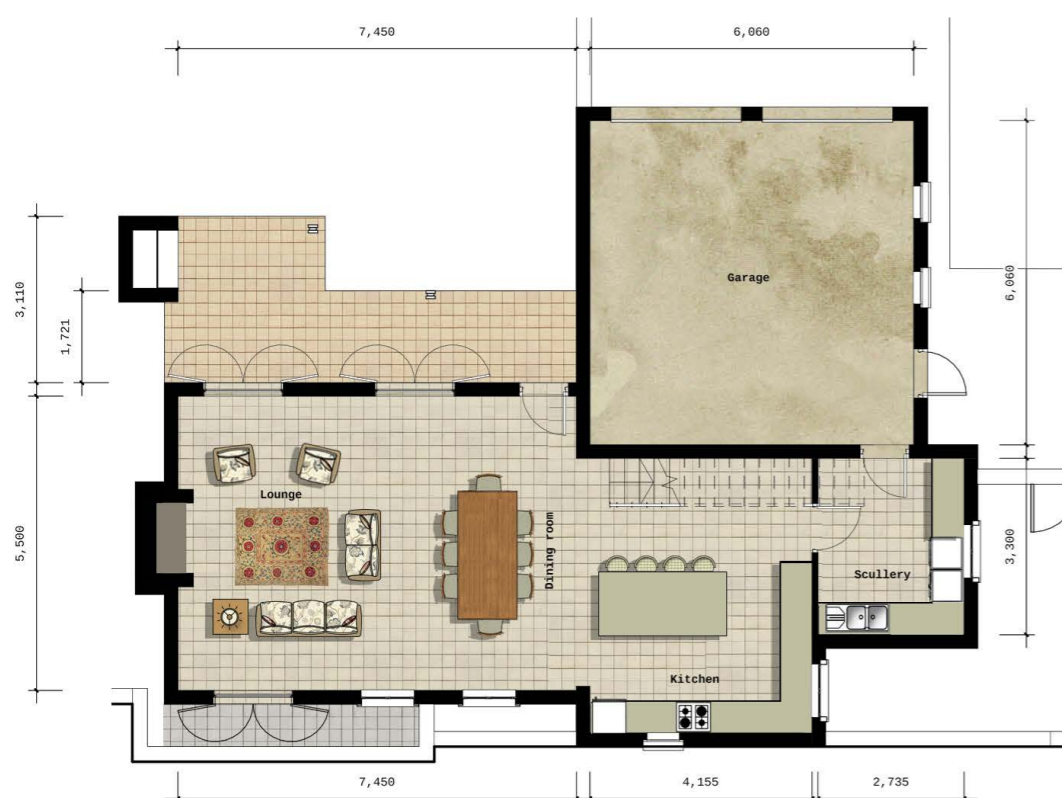 7,450
6,060
3,110
1,721
Garage
6,060
5,500
Lounge
Dining room
3,300
Scullery
Kitchen
7,450
4,155
2,735